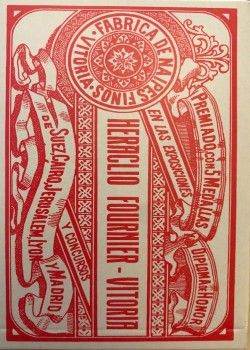 FABRICA DE NAIPES FINOS · VITORIA ·
PREMIADO CON 5 MEDALLAS
Y DIPLOMA DE HONOR
EN LAS EXPOSICIONES
HERACLIO FOURNIER - VITORIA
Y CONCURSOS
DE SUEZ, CAIRO, JERUSALEM, LYON
Y MADRID